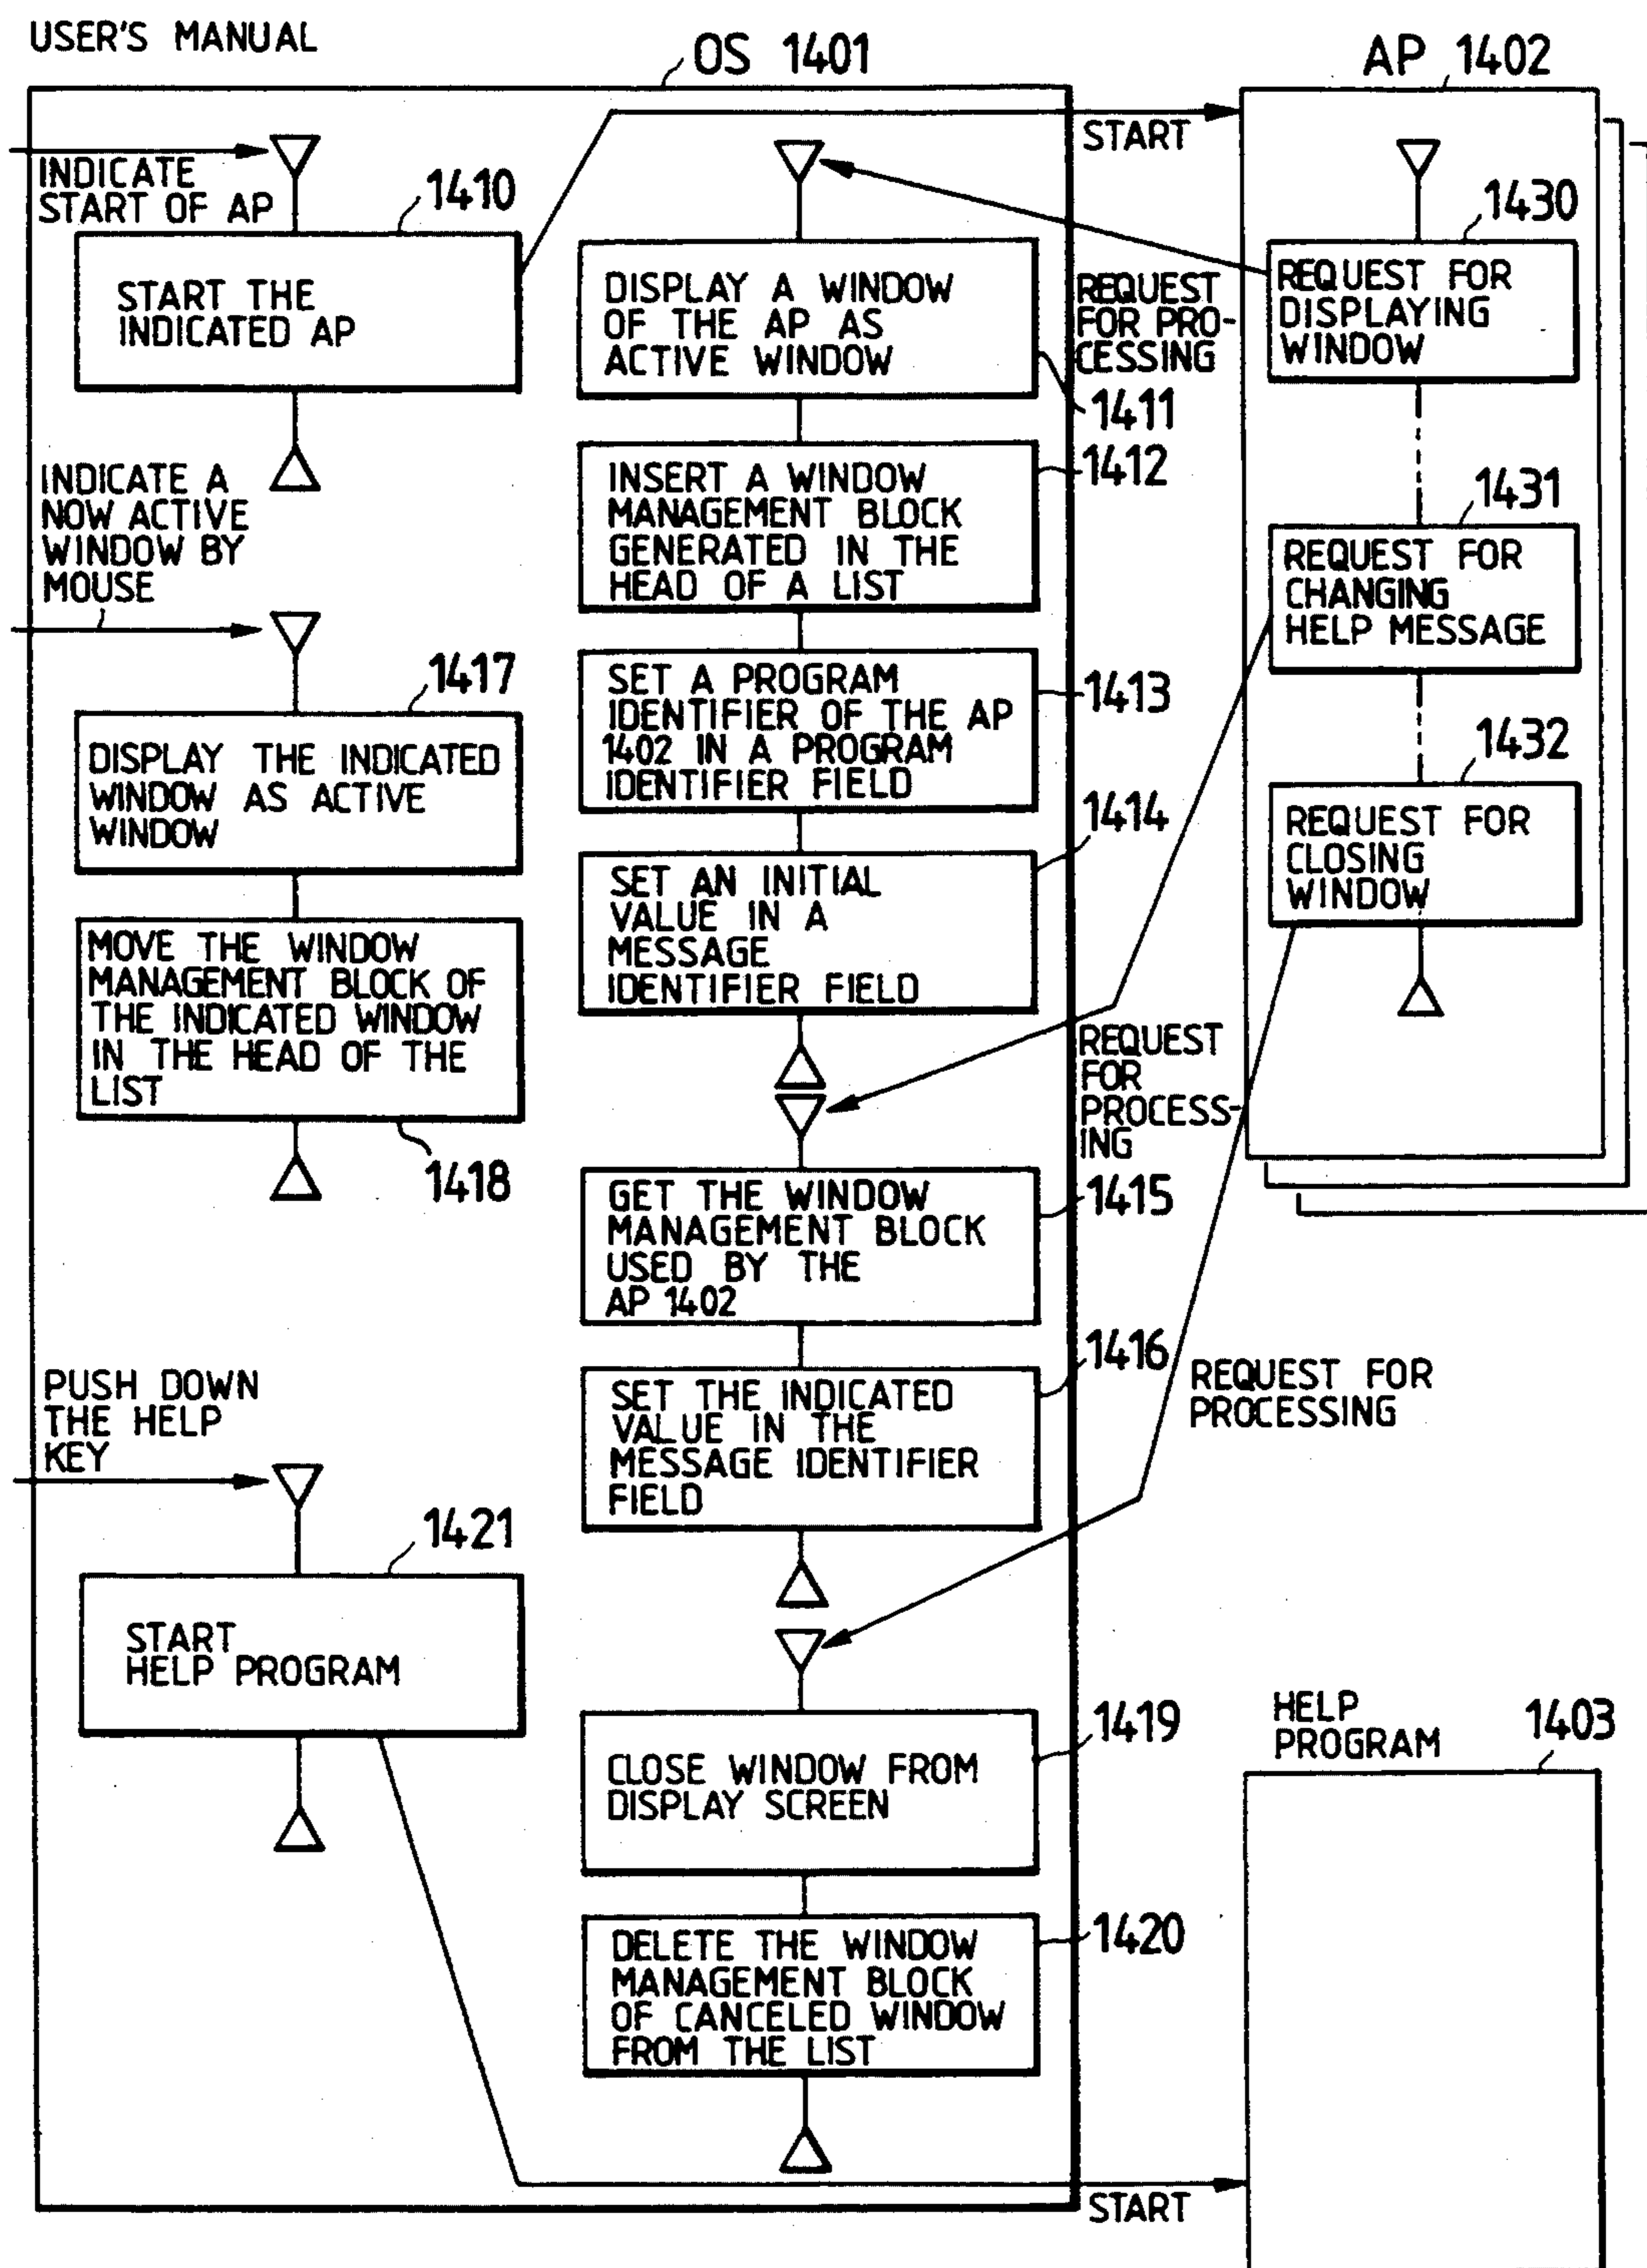 USER'S MANUAL
OS 1401
AP 1402
INDICATE
START OF AP
1410
START THE
INDICATED AP
INDICATE A
NOW ACTIVE
WINDOW BY
MOUSE
1417
DISPLAY THE INDICATED
WINDOW AS ACTIVE
WINDOW
MOVE THE WINDOW
MANAGEMENT BLOCK OF
THE INDICATED WINDOW
IN THE HEAD OF THE
LIST
1418
PUSH DOWN
THE HELP
KEY
1421
START
HELP PROGRAM
DISPLAY A WINDOW
OF THE AP AS
ACTIVE WINDOW
1411
INSERT A WINDOW
MANAGEMENT BLOCK
GENERATED IN THE
HEAD OF A LIST
1412
SET A PROGRAM
IDENTIFIER OF THE AP
1402 IN A PROGRAM
IDENTIFIER FIELD
1413
SET AN INITIAL
VALUE IN A
MESSAGE
IDENTIFIER FIELD
1414
GET THE WINDOW
MANAGEMENT BLOCK
USED BY THE
AP 1402
1415
SET THE INDICATED
VALUE IN THE
MESSAGE IDENTIFIER
FIELD
1416
CLOSE WINDOW FROM
DISPLAY SCREEN
1419
DELETE THE WINDOW
MANAGEMENT BLOCK
OF CANCELED WINDOW
FROM THE LIST
1420
START
REQUEST
FOR PRO-
CESSING
REQUEST
FOR
PROCESS-
ING
REQUEST FOR
PROCESSING
START
1430
REQUEST FOR
DISPLAYING
WINDOW
1431
REQUEST FOR
CHANGING
HELP MESSAGE
1432
REQUEST FOR
CLOSING
WINDOW
HELP
PROGRAM
1403